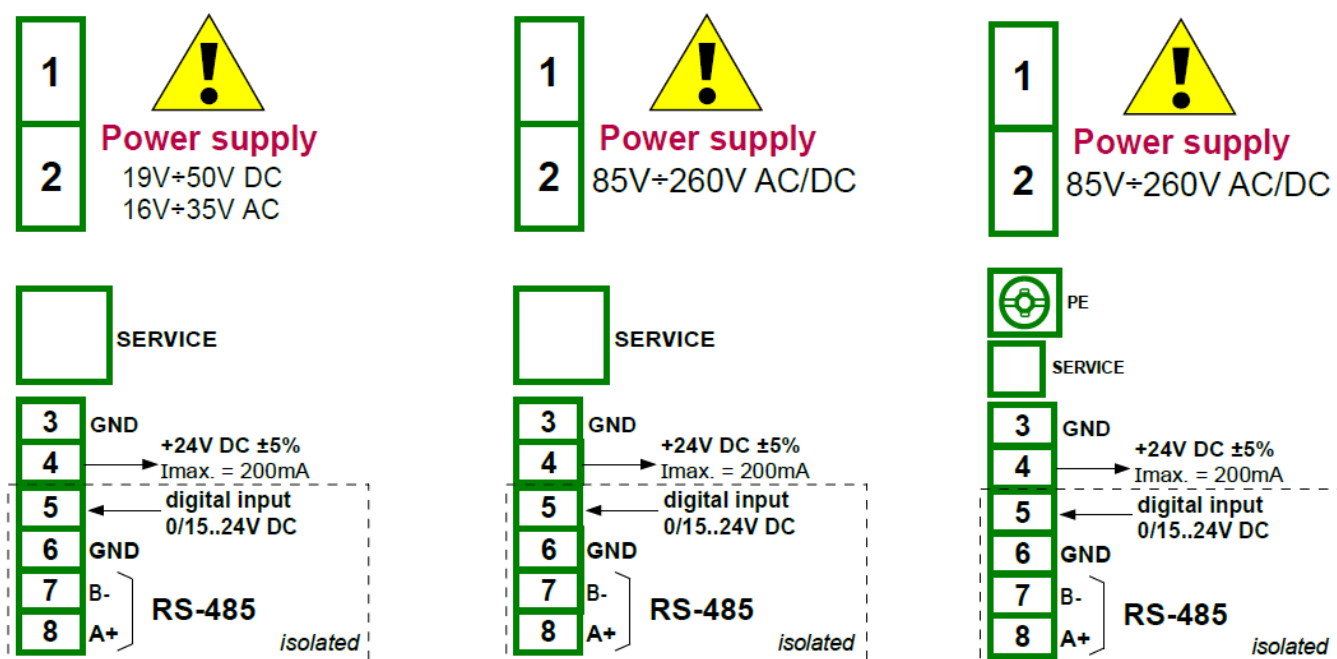 1
!
Power supply
2
19V÷50V DC
16V÷35V AC
SERVICE
3 GND
4 +24V DC ±5%
Imax. = 200mA
5 digital input
0/15..24V DC
6 GND
7 B-
RS-485
8 A+
isolated
1
!
Power supply
2
85V÷260V AC/DC
SERVICE
3 GND
4 +24V DC ±5%
Imax. = 200mA
5 digital input
0/15..24V DC
6 GND
7 B-
RS-485
8 A+
isolated
1
!
Power supply
2
85V÷260V AC/DC
PE
SERVICE
3 GND
4 +24V DC ±5%
Imax. = 200mA
5 digital input
0/15..24V DC
6 GND
7 B-
RS-485
8 A+
isolated